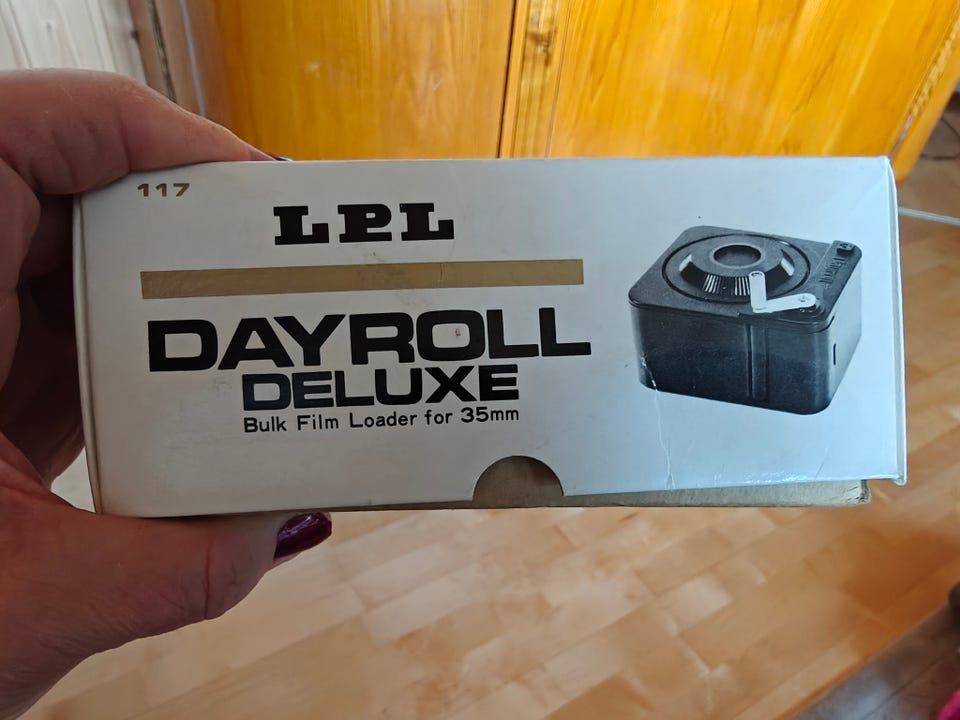 117
LPL
DAYROLL
DELUXE
Bulk Film Loader for 35mm